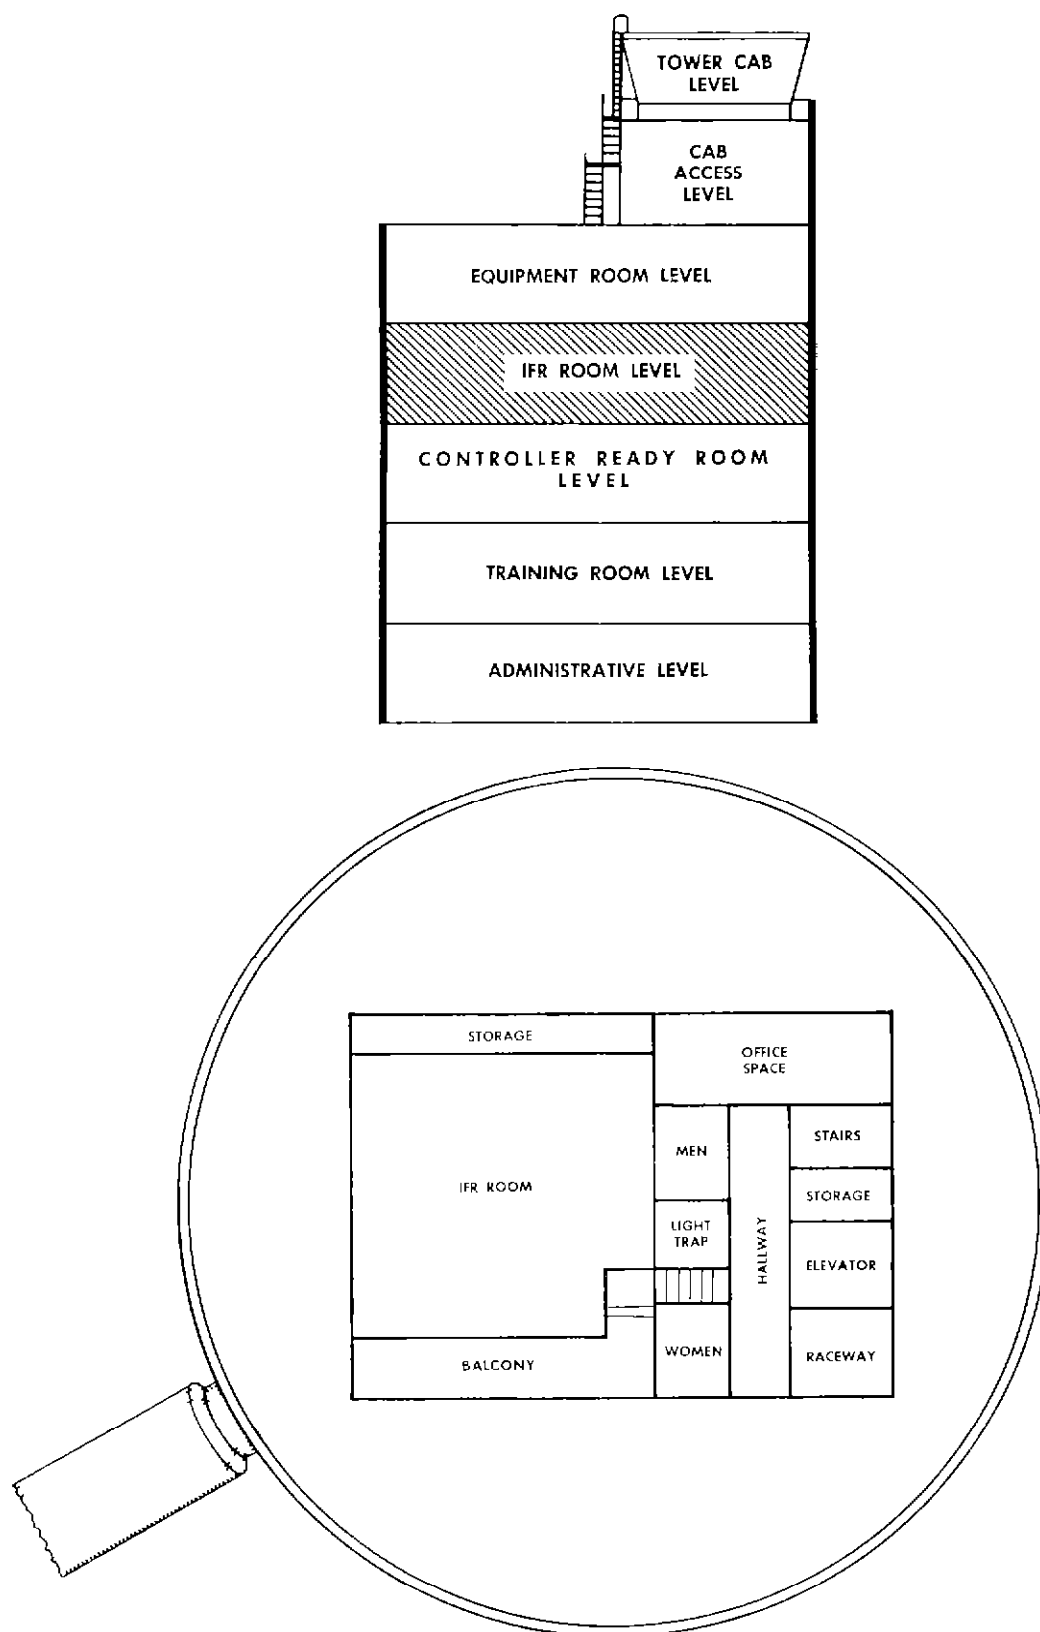 TOWER CAB
LEVEL
CAB
ACCESS
LEVEL
EQUIPMENT ROOM LEVEL
IFR ROOM LEVEL
CONTROLLER READY ROOM
LEVEL
TRAINING ROOM LEVEL
ADMINISTRATIVE LEVEL
STORAGE
OFFICE
SPACE
MEN
STAIRS
IFR ROOM
STORAGE
LIGHT
TRAP
HALLWAY
ELEVATOR
BALCONY
WOMEN
RACEWAY